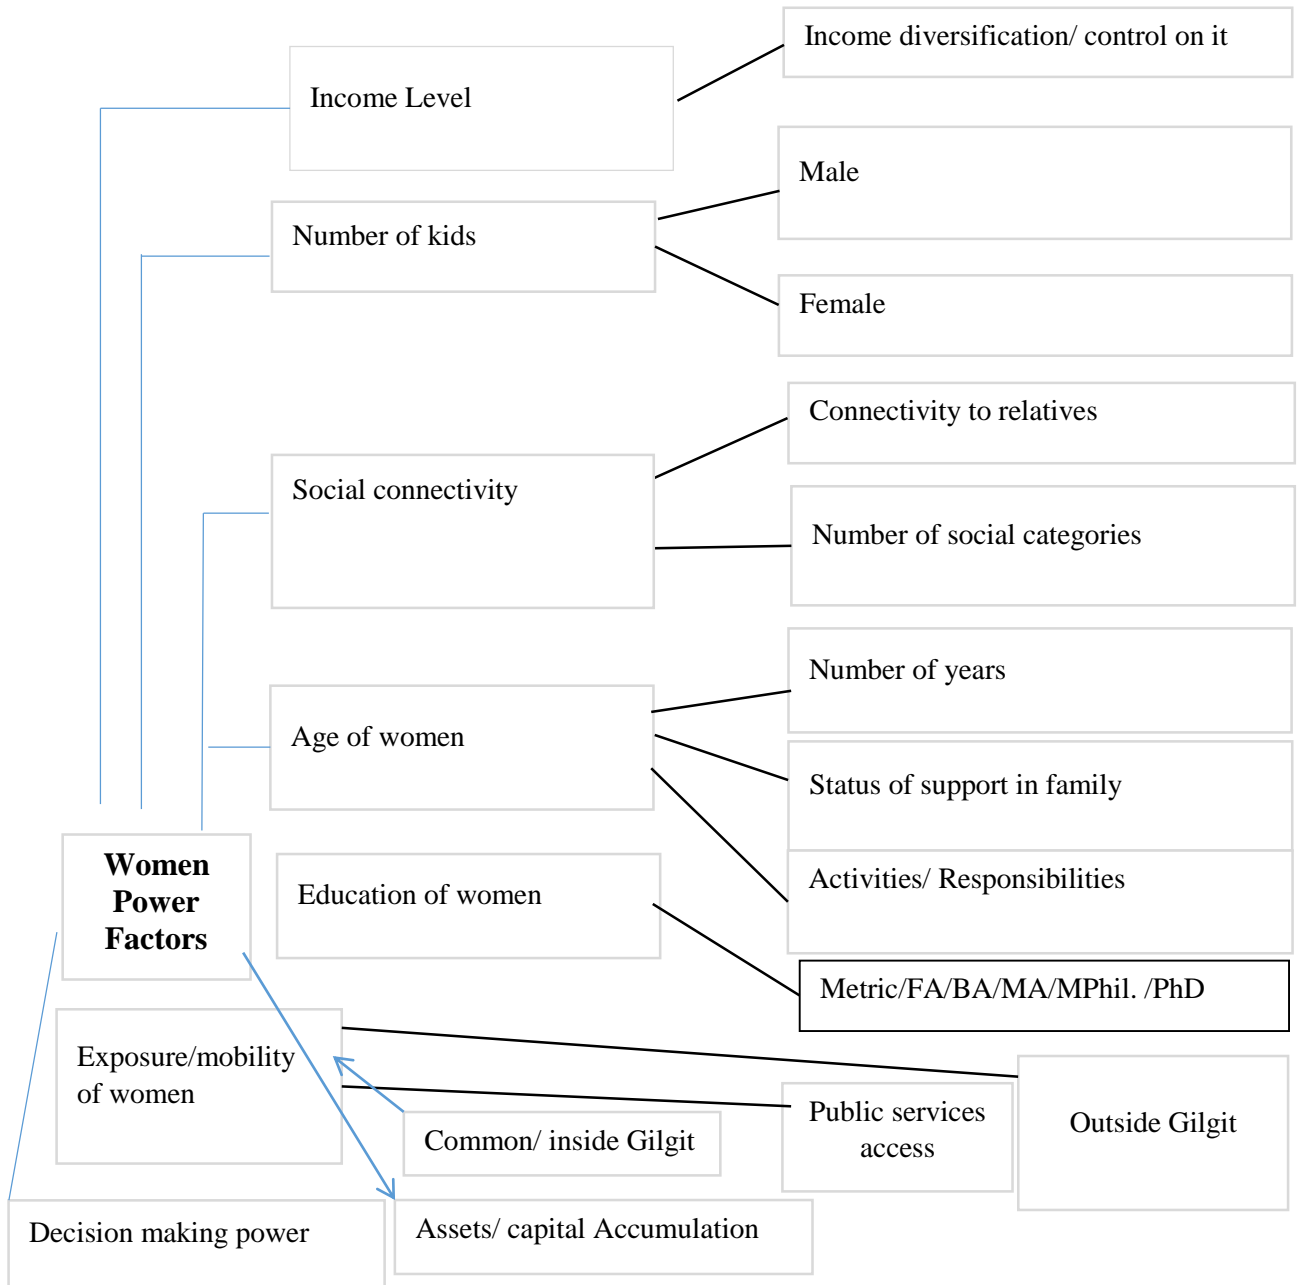 Income diversification/ control on it
Income Level
Male
Number of kids
Female
Connectivity to relatives
Social connectivity
Number of social categories
Number of years
Age of women
Status of support in family
Women
Power
Factors
Education of women
Activities/ Responsibilities
Metric/FA/BA/MA/MPhil. /PhD
Exposure/mobility
of women
Common/ inside Gilgit
Public services
access
Outside Gilgit
Decision making power
Assets/ capital Accumulation